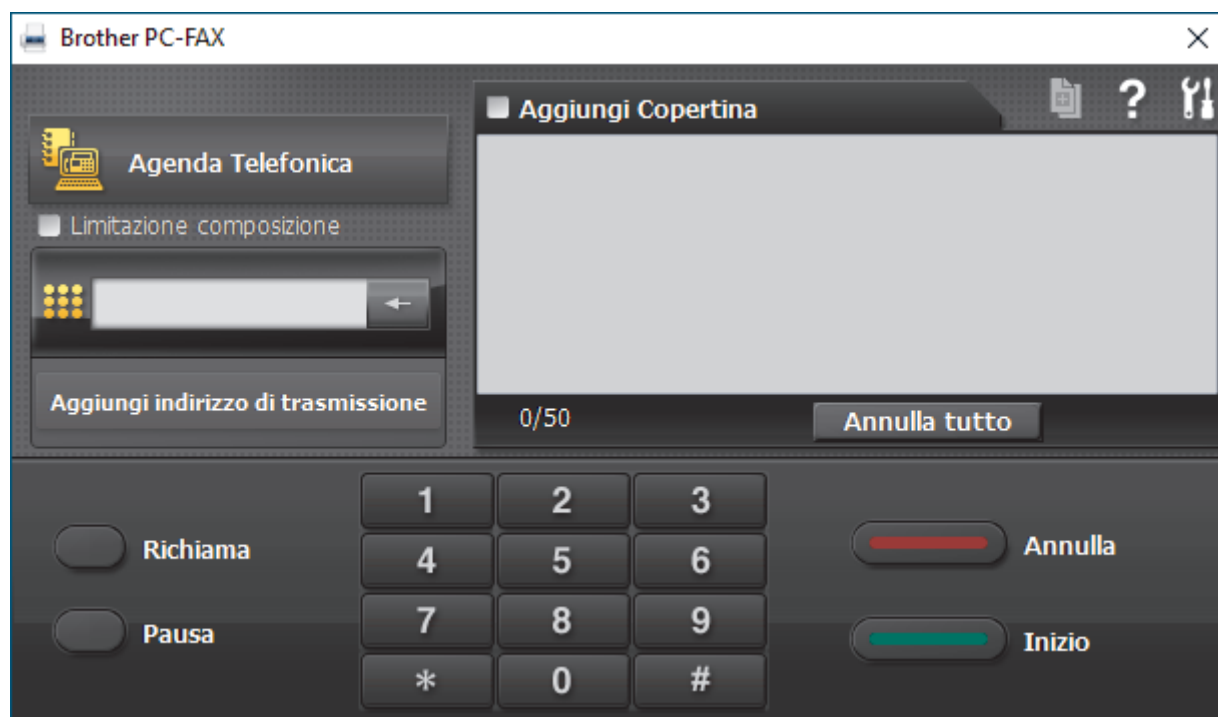 Brother PC-FAX
Aggiungi Copertina
?
Agenda Telefonica
Limitazione composizione
Aggiungi indirizzo di trasmissione
0/50
Annulla tutto
1 2 3
Richiama
4 5 6
Annulla
7 8 9
Pausa
Inizio
* 0 #